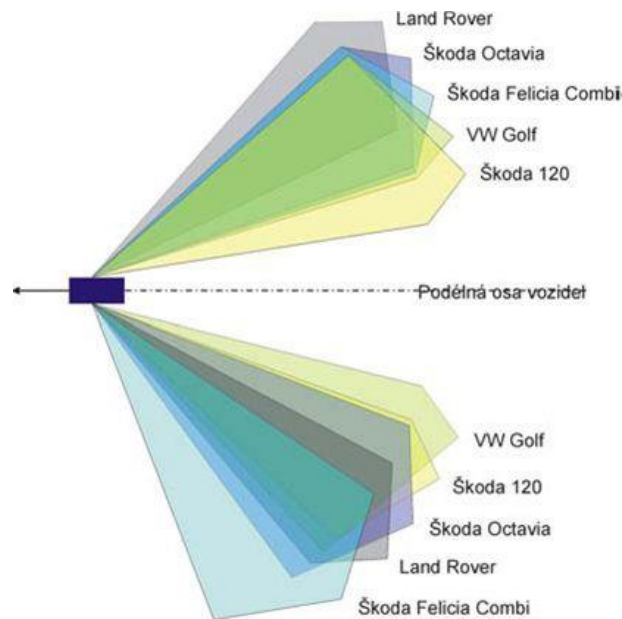 Land Rover
Škoda Octavia
Škoda Felicia Combi
VW Golf
Škoda 120
Podélná osa vozidel
VW Golf
Škoda 120
Škoda Octavia
Land Rover
Škoda Felicia Combi